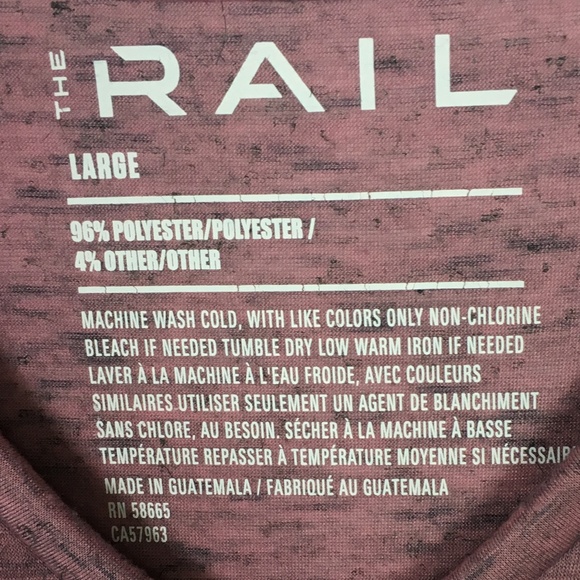 THE RAIL
LARGE
96% POLYESTER/POLYESTER /
4% OTHER/OTHER
MACHINE WASH COLD, WITH LIKE COLORS ONLY NON-CHLORINE
BLEACH IF NEEDED TUMBLE DRY LOW WARM IRON IF NEEDED
LAVER À LA MACHINE À L'EAU FROIDE, AVEC COULEURS
SIMILAIRES UTILISER SEULEMENT UN AGENT DE BLANCHIMENT
SANS CHLORE, AU BESOIN. SÉCHER À LA MACHINE À BASSE
TEMPÉRATURE REPASSER À TEMPÉRATURE MOYENNE SI NÉCESSAIR
MADE IN GUATEMALA / FABRIQUÉ AU GUATEMALA
RN 58665
CA57963